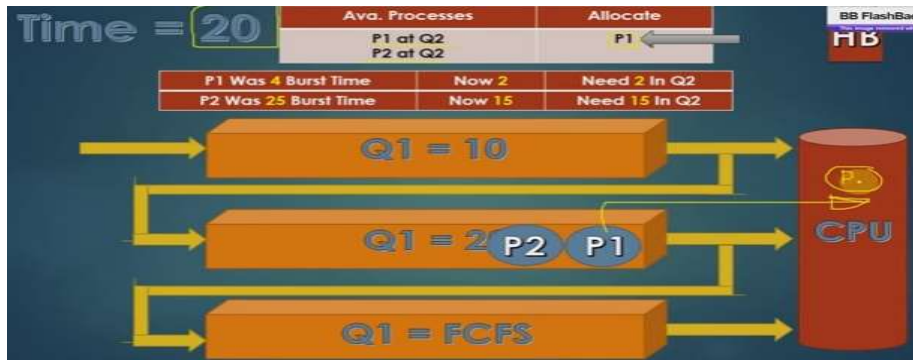 Time = 20
Ava. Processes Allocate
P1 at Q2 P1
P2 at Q2
BB FlashBa
HB
P1 Was 4 Burst Time Now 2 Need 2 In Q2
P2 Was 25 Burst Time Now 15 Need 15 In Q2
Q1 = 10
P.
Q1 = 2
P2 P1
CPU
Q1 = FCFS